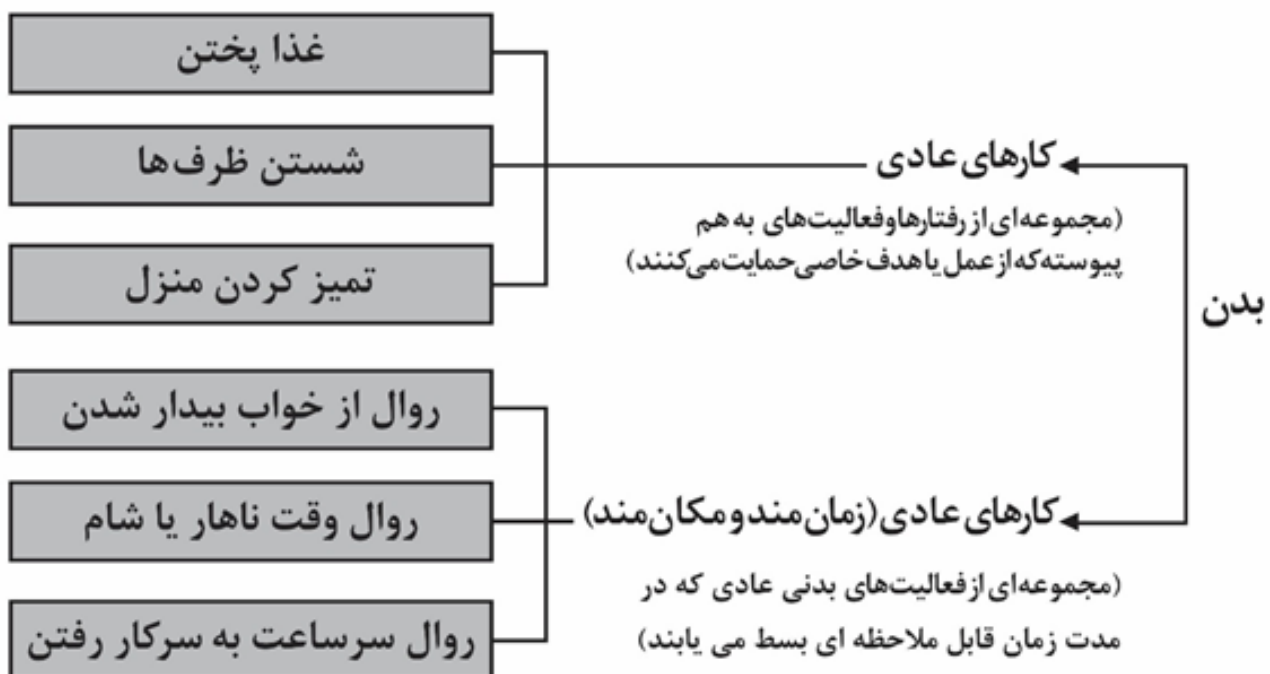 بدن
کارهای عادی
(مجموعه‌ای از رفتارها و فعالیت‌های به هم
پیوسته که از عمل یا هدف خاصی حمایت می‌کنند)
غذا پختن
شستن ظرف‌ها
تمیز کردن منزل
کارهای عادی (زمان‌مند و مکان‌مند)
(مجموعه‌ای از فعالیت‌های بدنی عادی که در
مدت زمان قابل ملاحظه ای بسط می یابند)
روال از خواب بیدار شدن
روال وقت ناهار یا شام
روال سرساعت به سرکار رفتن